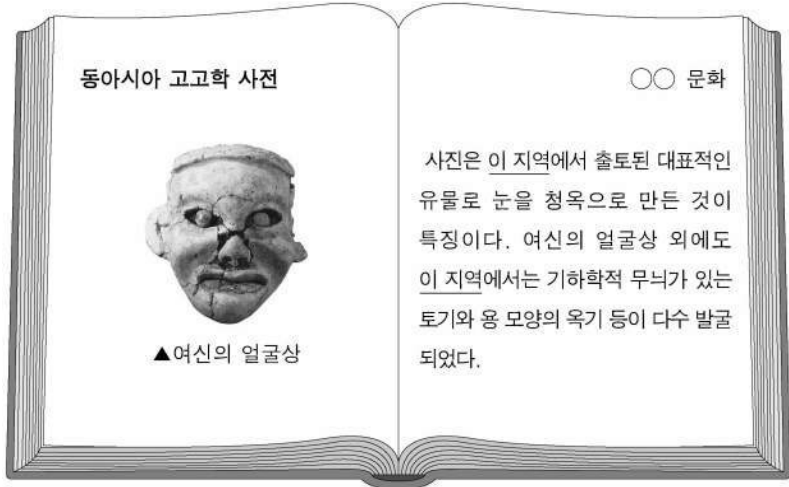 동아시아 고고학 사전
▲여신의 얼굴상
○○ 문화
사진은 이 지역에서 출토된 대표적인
유물로 눈을 청옥으로 만든 것이
특징이다. 여신의 얼굴상 외에도
이 지역에서는 기하학적 무늬가 있는
토기와 용 모양의 옥기 등이 다수 발굴
되었다.